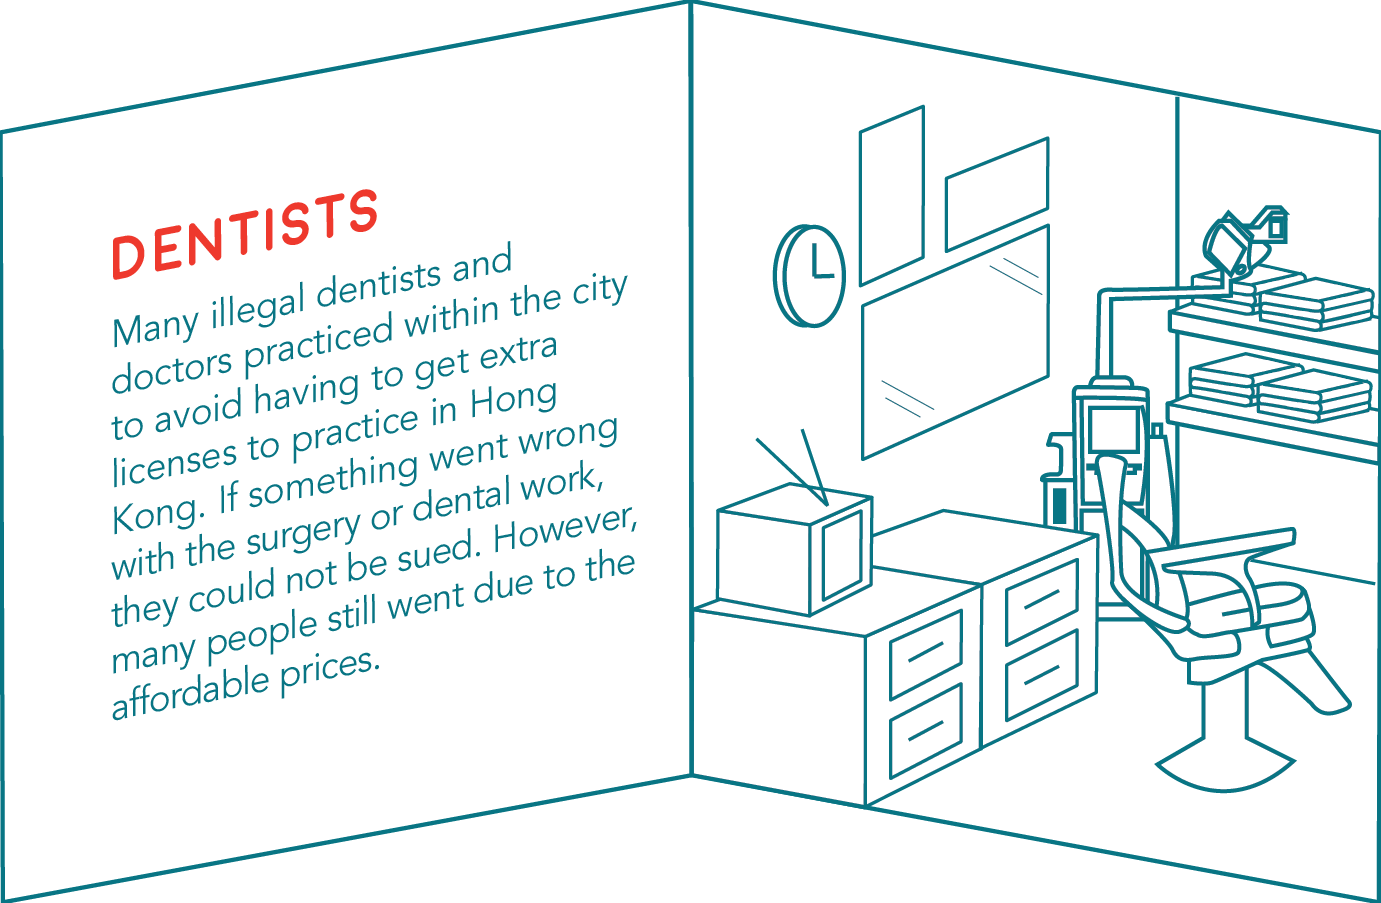 DENTISTS
Many illegal dentists and
doctors practiced within the city
to avoid having to get extra
licenses to practice in Hong
Kong. If something went wrong
with the surgery or dental work,
they could not be sued. However,
many people still went due to the
affordable prices.